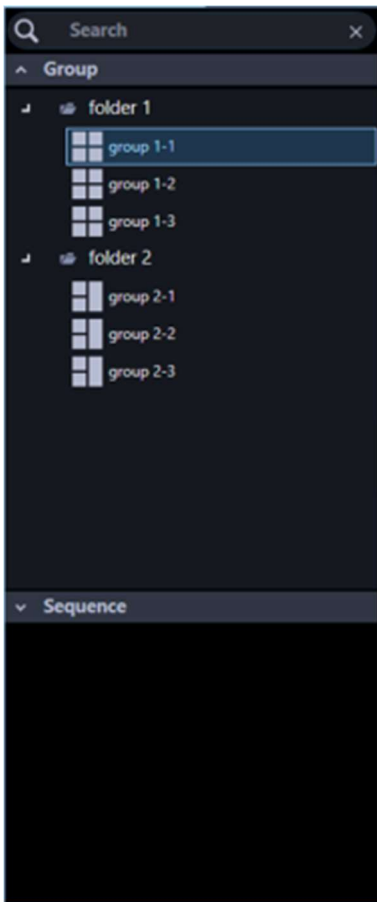 Search
Group
folder 1
group 1-1
group 1-2
group 1-3
folder 2
group 2-1
group 2-2
group 2-3
Sequence